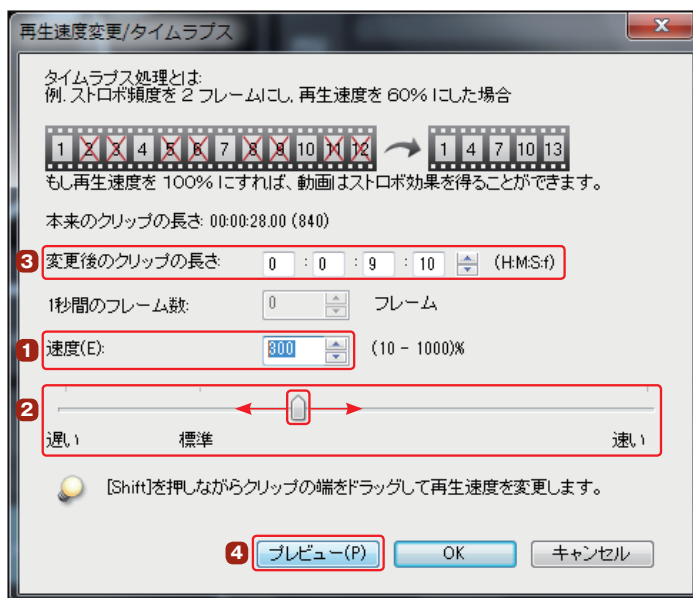 再生速度変更/タイムラプス
x
タイムラプス処理とは:
例. ストロボ頻度を 2 フレームにし, 再生速度を 60% にした場合
1 2 3 4 5 6 7 8 9 10 11 12 1 4 7 10 13
もし再生速度を 100% にすれば、動画はストロボ効果を得ることができます。
本来のクリップの長さ: 00:00:28.00 (840)
3 変更後のクリップの長さ: 0 : 0 : 9 : 10 (H:M:S:f)
1秒間のフレーム数: 0 フレーム
1 速度(E): 300 (10 - 1000)%
2
遅い 標準 速い
[Shift]を押しながらクリップの端をドラッグして再生速度を変更します。
4 プレビュー(P) OK キャンセル